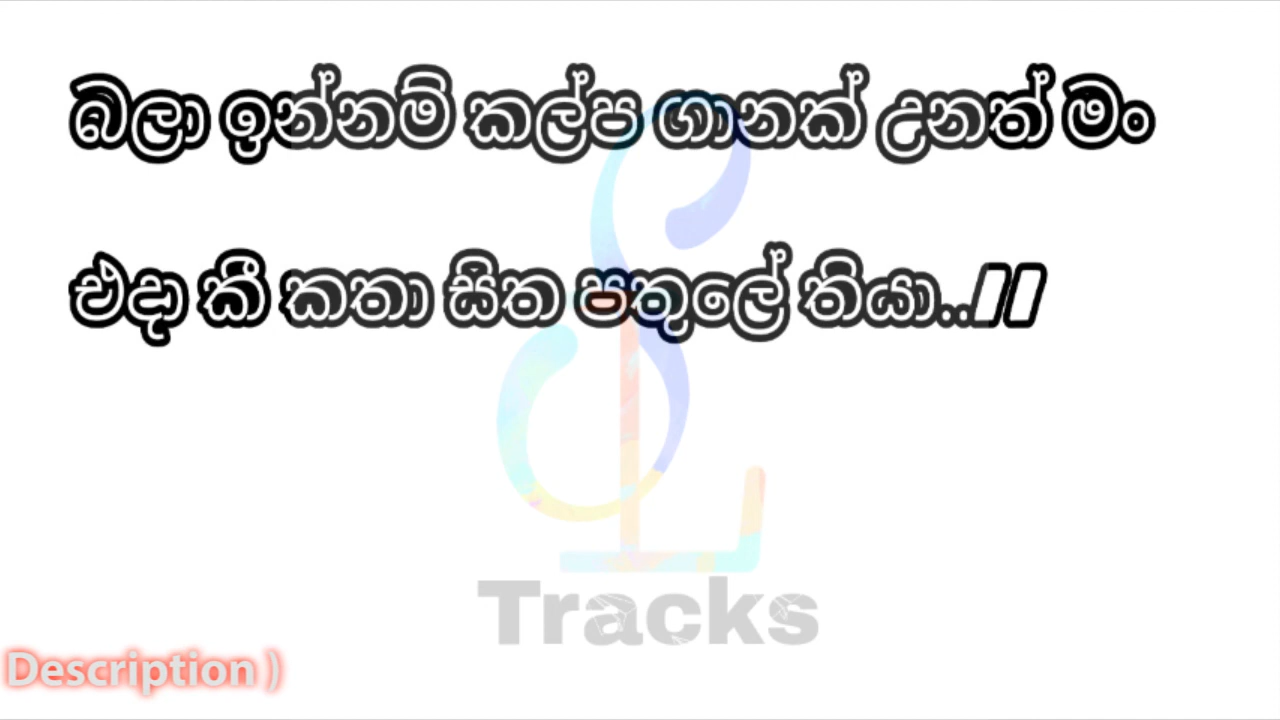 බලා ඉන්නම් කල්ප ගානක් උනත් මං
එදා කී කතා සිත පතුලේ තියා..
Tracks
Description )